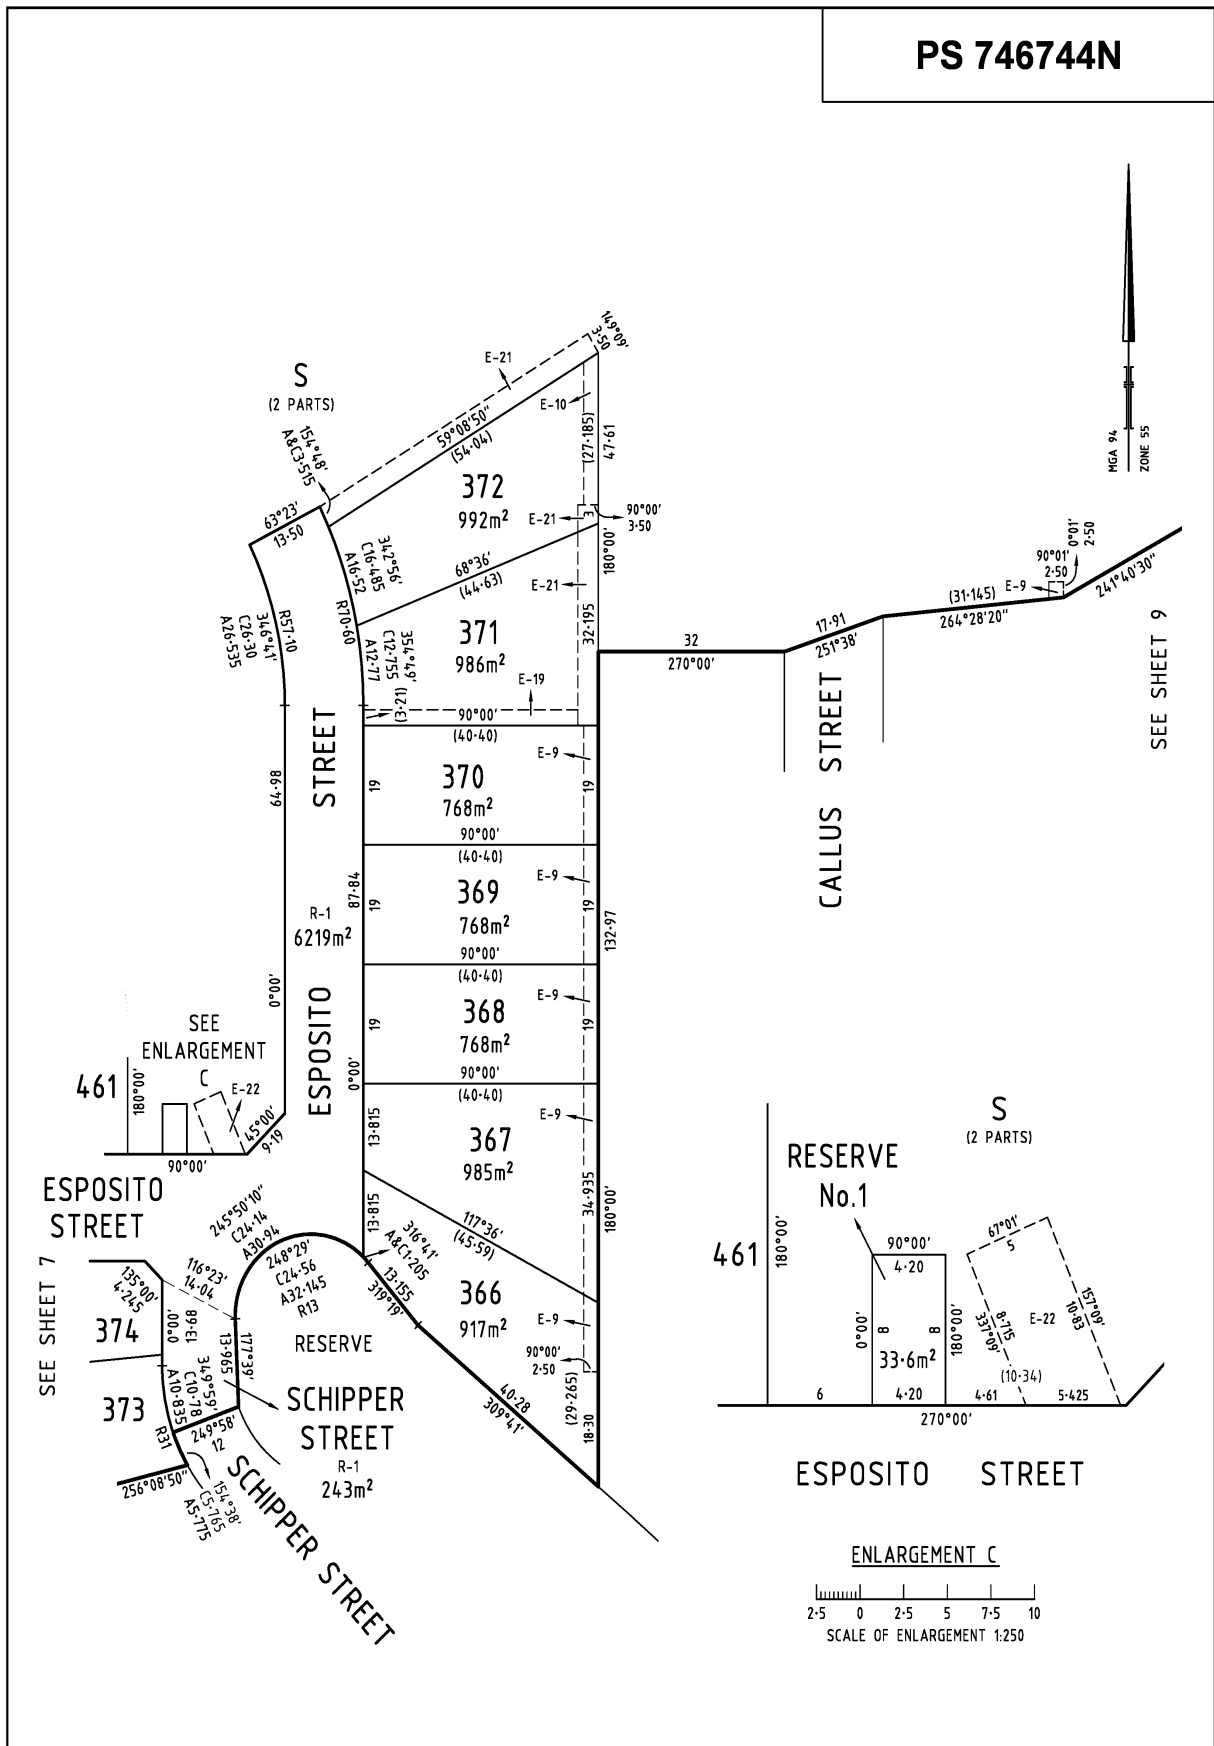 PS 746744N
MGA 94
ZONE 55
S
(2 PARTS)
149°09'
3·50
E-21
59°08'50"
(54·04)
E-10
(27·185)
47·61
154°48'
A&C3·515
63°23'
13·50
372
992m²
E-21
E
90°00'
3·50
342°56'
C16·485
A16·52
68°36'
(44·63)
180°00'
E-21
R57·10
346°41'
C26·30
A26·535
R70·60
371
986m²
354°49'
C12·755
A12·77
(3·21)
32·195
E-19
90°00'
(40·40)
32
270°00'
17·91
251°38'
(31·145)
264°28'20"
E-9
90°01'
2·50
0°01'
2·50
241°40'30"
SEE SHEET 9
CALLUS STREET
STREET
64·98
E-9
370
768m²
19
19
90°00'
(40·40)
87·84
E-9
369
768m²
19
19
132·97
R-1
6219m²
90°00'
(40·40)
E-9
368
768m²
19
19
0°00'
ESPOSITO
0°00'
90°00'
(40·40)
E-9
367
985m²
13·815
34·935
180°00'
SEE
ENLARGEMENT
C
461
180°00'
E-22
45°00'
9·19
90°00'
ESPOSITO
STREET
117°36'
(45·59)
13·815
316°41'
A&C1·205
13·155
319°19'
366
917m²
E-9
90°00'
2·50
(29·265)
18·30
40·28
309°41'
245°50'10"
C24·14
A30·94
248°29'
C24·56
A32·145
R13
116°23'
14·04
135°00'
4·245
SEE SHEET 7
374
0°00'
13·68
177°39'
13·965
RESERVE
373
349°59'
C10·78
A10·835
R31
249°58'
12
SCHIPPER
STREET
R-1
243m²
256°08'50"
154°38'
C5·765
A5·775
SCHIPPER STREET
S
(2 PARTS)
RESERVE
No.1
461
180°00'
90°00'
4·20
67°01'
5
0°00'
8
8
180°00'
33·6m²
8·715
337°09'
E-22
157°09'
10·83
(10·34)
6
4·20
4·61
5·425
270°00'
ESPOSITO STREET
ENLARGEMENT C
2·5 0 2·5 5 7·5 10
SCALE OF ENLARGEMENT 1:250